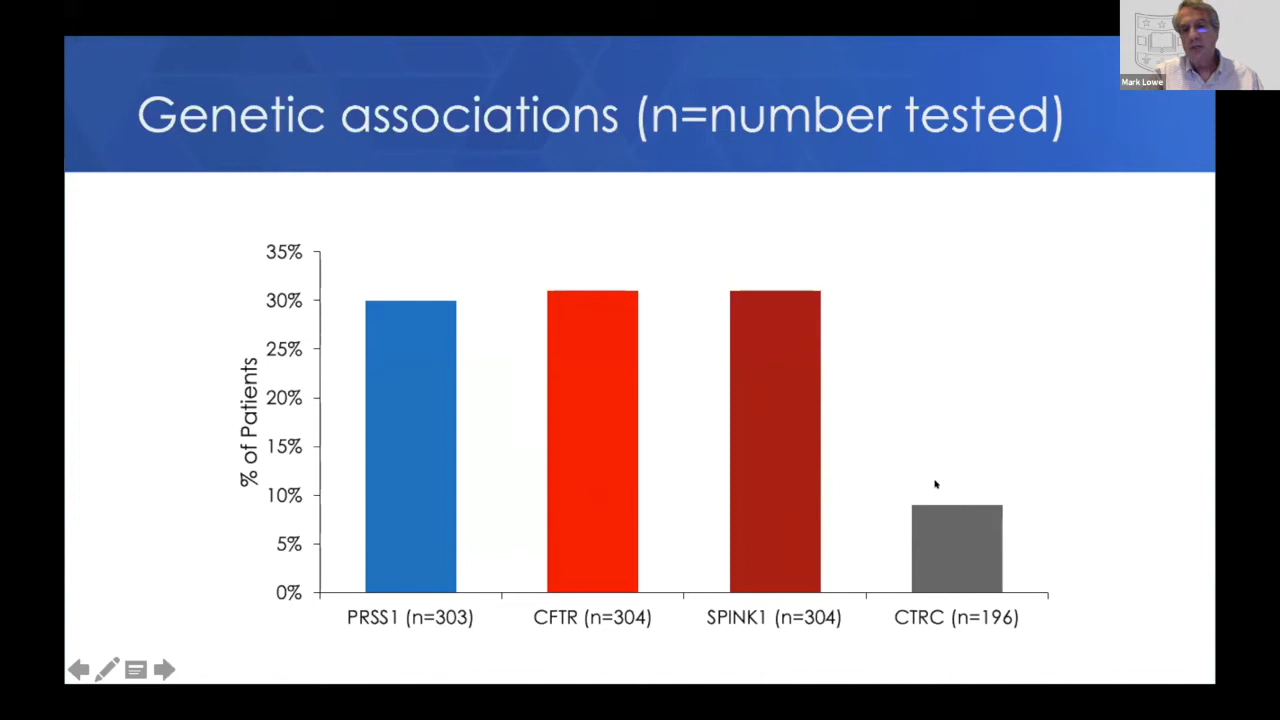 Genetic associations (n=number tested)
Mark Lowe
35%
30%
25%
20%
15%
10%
5%
0%
% of Patients
PRSS1 (n=303)
CFTR (n=304)
SPINK1 (n=304)
CTRC (n=196)